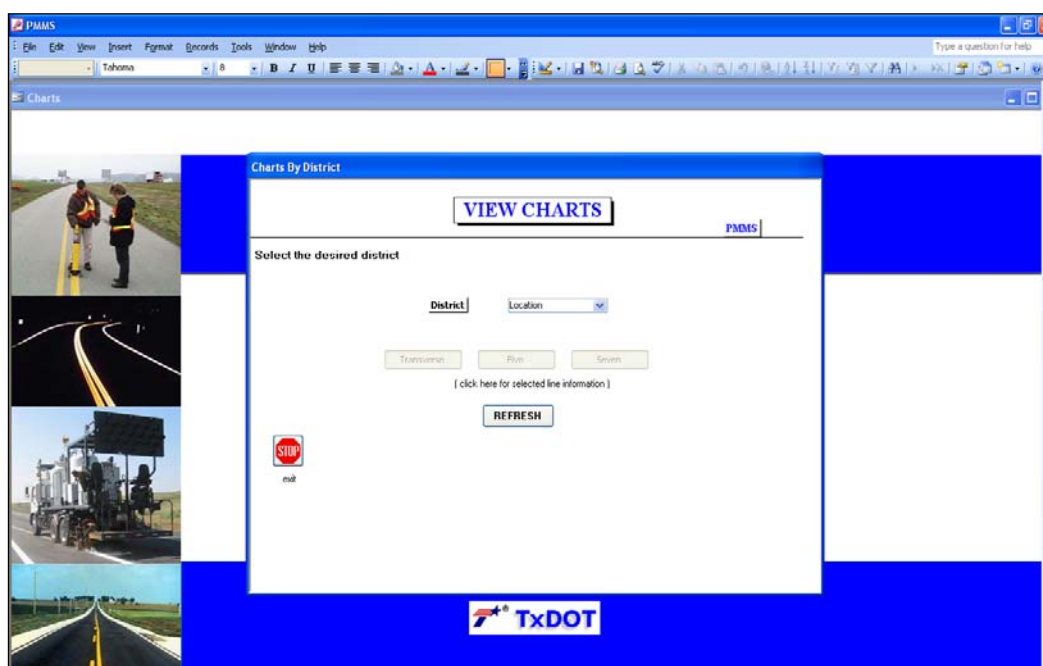 PMMS
File Edit View Insert Format Records Tools Window Help
Type a question for help
Tahoma 8 B I U
Charts
Charts By District
VIEW CHARTS
PMMS
Select the desired district
District Location
Transverse Five Seven
( click here for selected line information )
REFRESH
STOP
exit
TxDOT